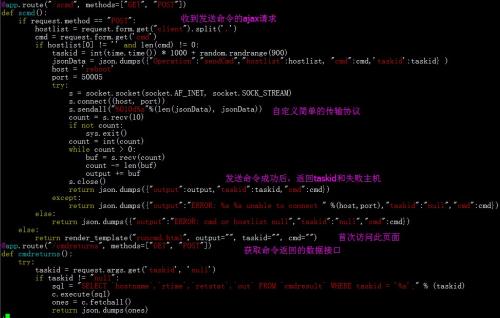 @app.route("/scmd", methods=["GET", "POST"])
def scmd():
    if request.method == "POST": 收到发送命令的ajax请求
        hostlist = request.form.get("client").split(",")
        command = request.form.get('cmd')
        if hostlist[0] != '' and len(cmd) != 0:
            taskid = int(time.time()) * 1000 + random.randrange(900)
            jsonData = json.dumps({"Operation":"sendCmd","hostlist":hostlist, "cmd":cmd,'taskid':taskid} )
            host = 'reboot'
            port = 50005
            try:
                s = socket.socket(socket.AF_INET, socket.SOCK_STREAM)
                s.connect((host, port))
                s.sendall("%010d%s"%(len(jsonData), jsonData)) 自定义简单的传输协议
                count = s.recv(10)
                if not count:
                    sys.exit()
                count = int(count)
                while count > 0:
                    buf = s.recv(count)
                    count -= len(buf)
                    output += buf 发送命令成功后，返回taskid和失败主机
                s.close()
                return json.dumps({"output":output,"taskid":taskid,"cmd":cmd})
            except:
                return json.dumps({"output":"ERROR: %s %s unable to connect " %(host,port),"taskid":"null","cmd":cmd})
        else:
            return json.dumps({"output":"ERROR: cmd or hostlist null","taskid":"null","cmd":cmd})
    else: 首次访问此页面
        return render_template("runcmd.html", output="", taskid="", cmd="")
@app.route("/cmdreturns", methods=["GET", "POST"]) 获取命令返回的数据接口
def cmdreturns():
    try:
        taskid = request.args.get('taskid', 'null')
        if taskid != "null":
            sql = "SELECT `hostname`,`rtime`,`retstat`,`out` FROM `cmdresult` WHERE taskid = '%s'," % (taskid)
            c.execute(sql)
            ones = c.fetchall()
            return json.dumps(ones)